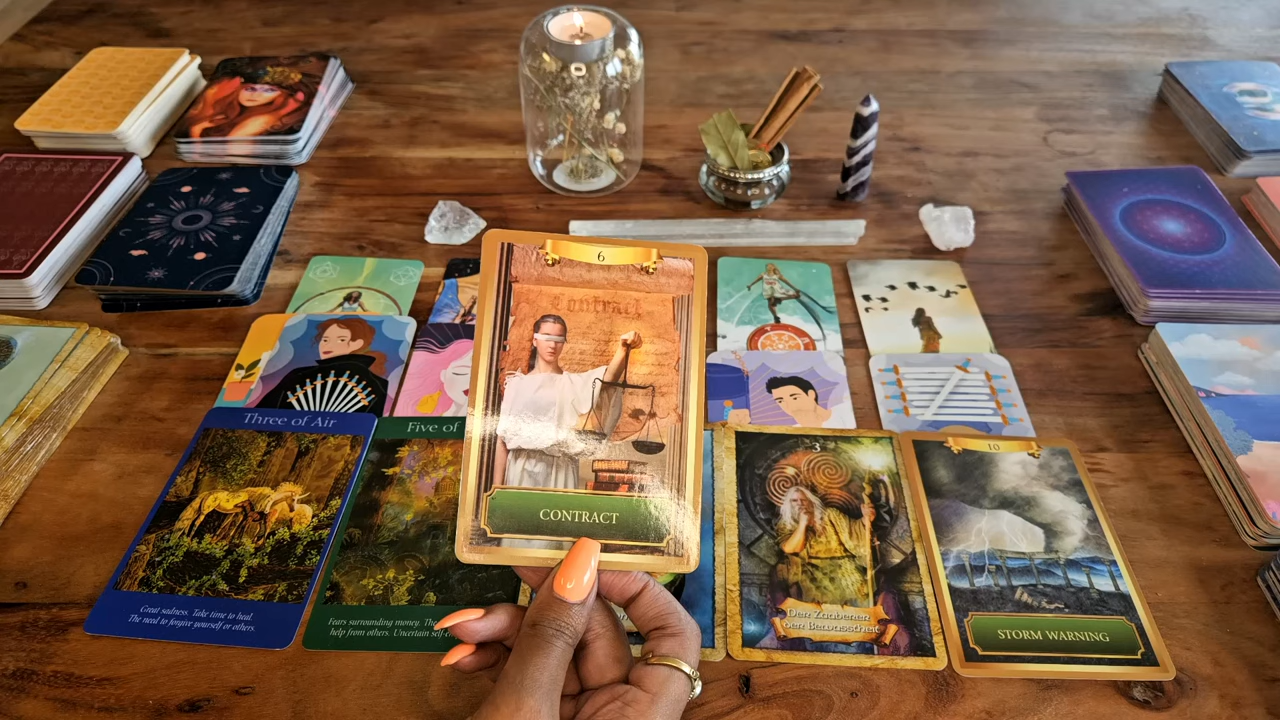 6
Contract
CONTRACT
Three of Air
Great sadness. Take time to heal.
The need to forgive yourself or others.
Five of
Fears surrounding money. The
help from others. Uncertain self-
3
Der Zauberer
der Bewusstheit
10
STORM WARNING